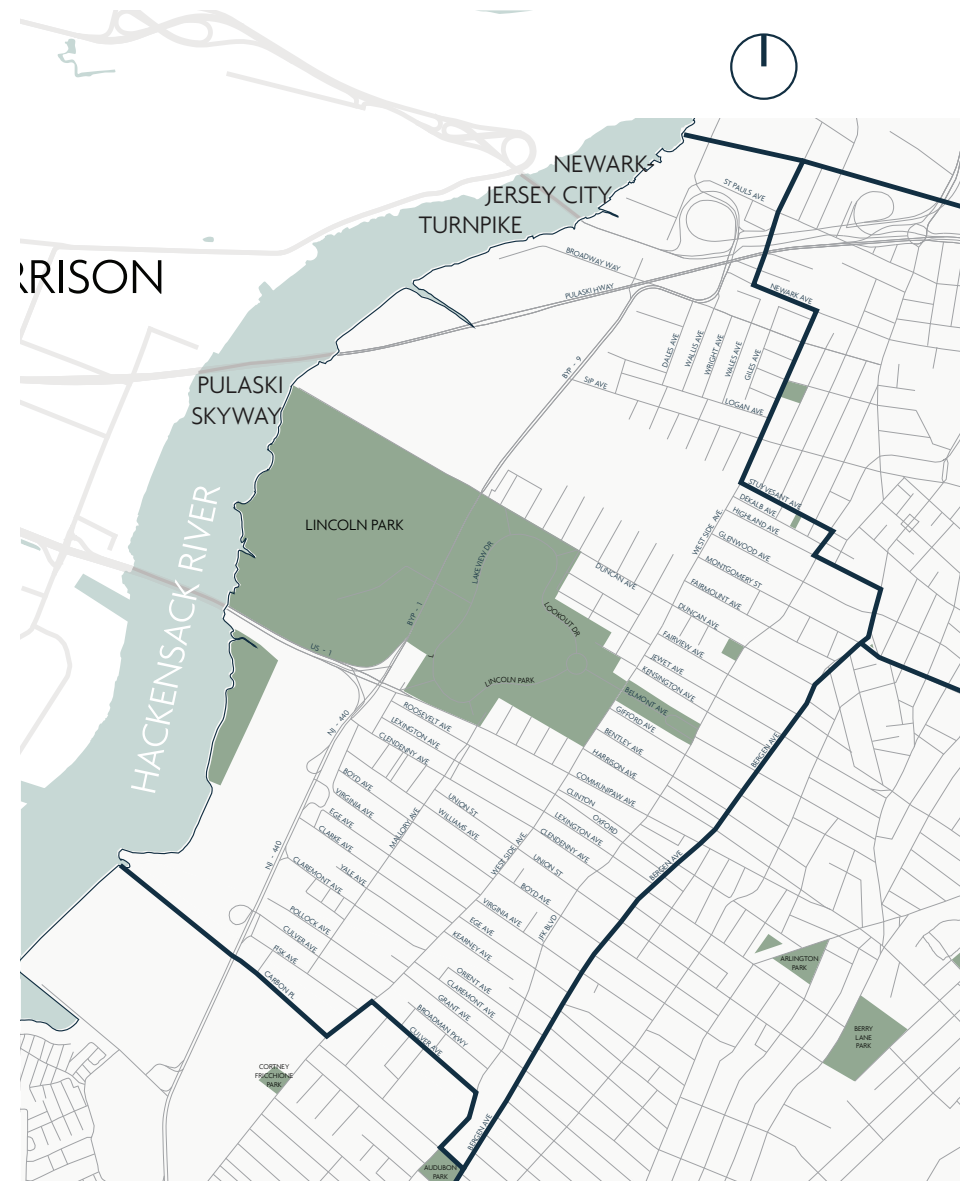 NEWARK
JERSEY CITY
TURNPIKE
ST PAULS AVE
BROADWAY WAY
RRISON
PULASKI HWAY
NEWARK AVE
DALES AVE
WALLIS AVE
WRIGHT AVE
WALES AVE
GILES AVE
BYP - 9
SIP AVE
LOGAN AVE
PULASKI
SKYWAY
STUYVESANT AVE
DEKALB AVE
HIGHLAND AVE
WEST SIDE AVE
GLENWOOD AVE
LINCOLN PARK
LAKE VIEW DR
MONTGOMERY ST
DUNCAN AVE
FAIRMOUNT AVE
HACKENSACK RIVER
BYP - 1
LOOKOUT DR
DUNCAN AVE
US - 1
FAIRVIEW AVE
JEWET AVE
KENSINGTON AVE
LINCOLN PARK
BELMONT AVE
ROOSEVELT AVE
GIFFORD AVE
LEXINGTON AVE
NJ - 440
CLENDENNY AVE
BENTLEY AVE
HARRISON AVE
BERGEN AVE
BOYD AVE
COMMUNIPAW AVE
VIRGINIA AVE
UNION ST
CLINTON
EGE AVE
WILLIAMS AVE
OXFORD
MALLORY AVE
LEXINGTON AVE
CLARKE AVE
CLENDENNY AVE
NJ - 440
WEST SIDE AVE
UNION ST
BERGEN AVE
CLAREMONT AVE
YALE AVE
BOYD AVE
POLLOCK AVE
VIRGINIA AVE
EGE AVE
JFK BLVD
CULVER AVE
KEARNEY AVE
FISK AVE
ARLINGTON
PARK
CARBON PL
ORIENT AVE
CLAREMONT AVE
GRANT AVE
BROADMAN PKWY
CULVER AVE
BERRY
LANE
PARK
CORTNEY
FRICCHIONE
PARK
BERGEN AVE
AUDUBON
PARK